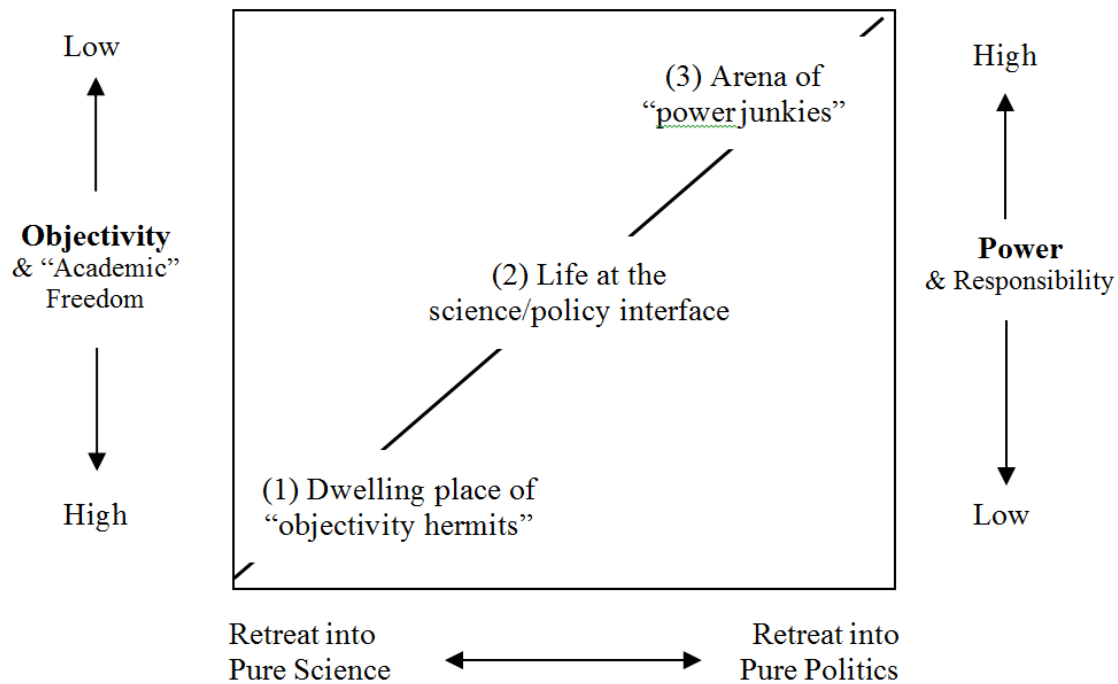 Low
High
(3) Arena of
“power junkies”
Objectivity
& “Academic”
Freedom
Power
& Responsibility
(2) Life at the
science/policy interface
(1) Dwelling place of
“objectivity hermits”
High
Low
Retreat into
Pure Science
Retreat into
Pure Politics